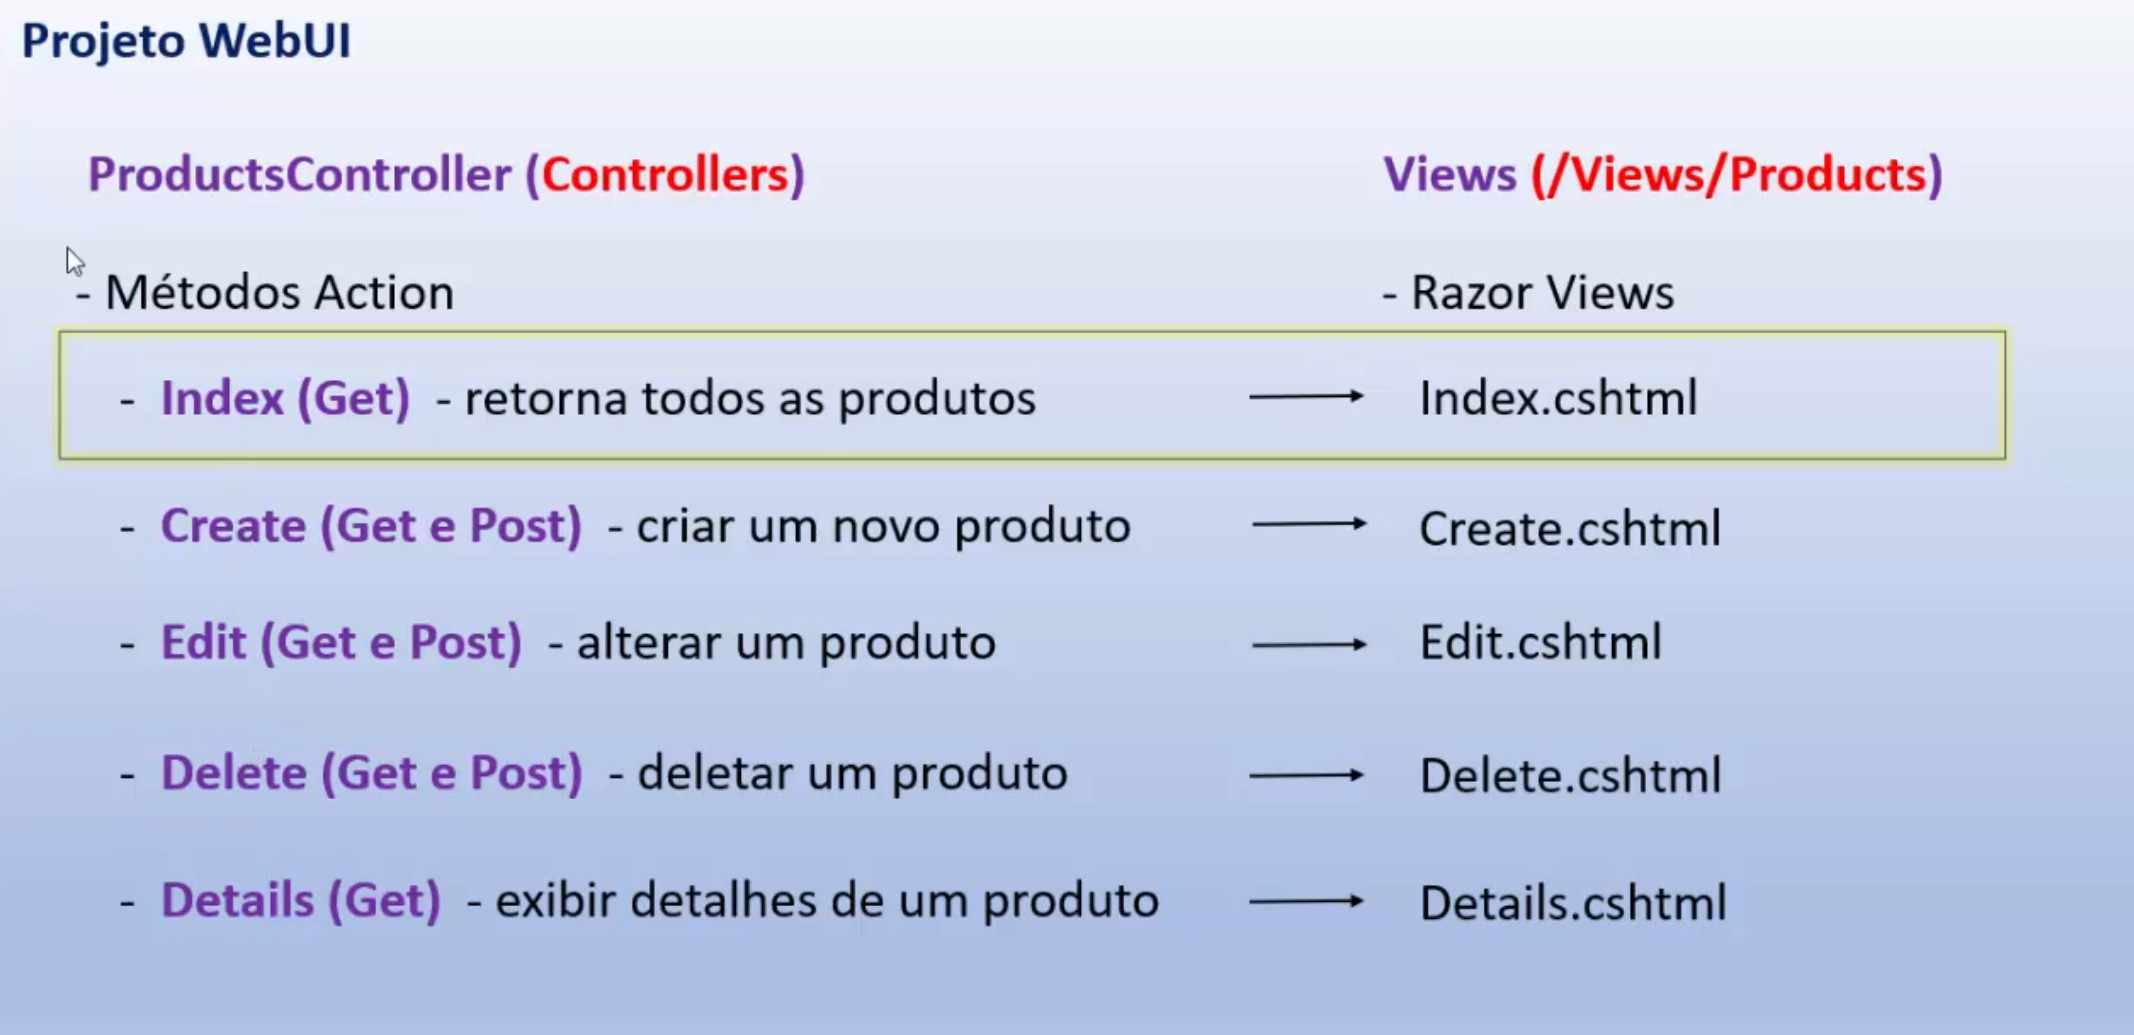 Projeto WebUI
ProductsController (Controllers)
Views (/Views/Products)
- Métodos Action
- Razor Views
- Index (Get) - retorna todos as produtos
Index.cshtml
- Create (Get e Post) - criar um novo produto
Create.cshtml
- Edit (Get e Post) - alterar um produto
Edit.cshtml
- Delete (Get e Post) - deletar um produto
Delete.cshtml
- Details (Get) - exibir detalhes de um produto
Details.cshtml